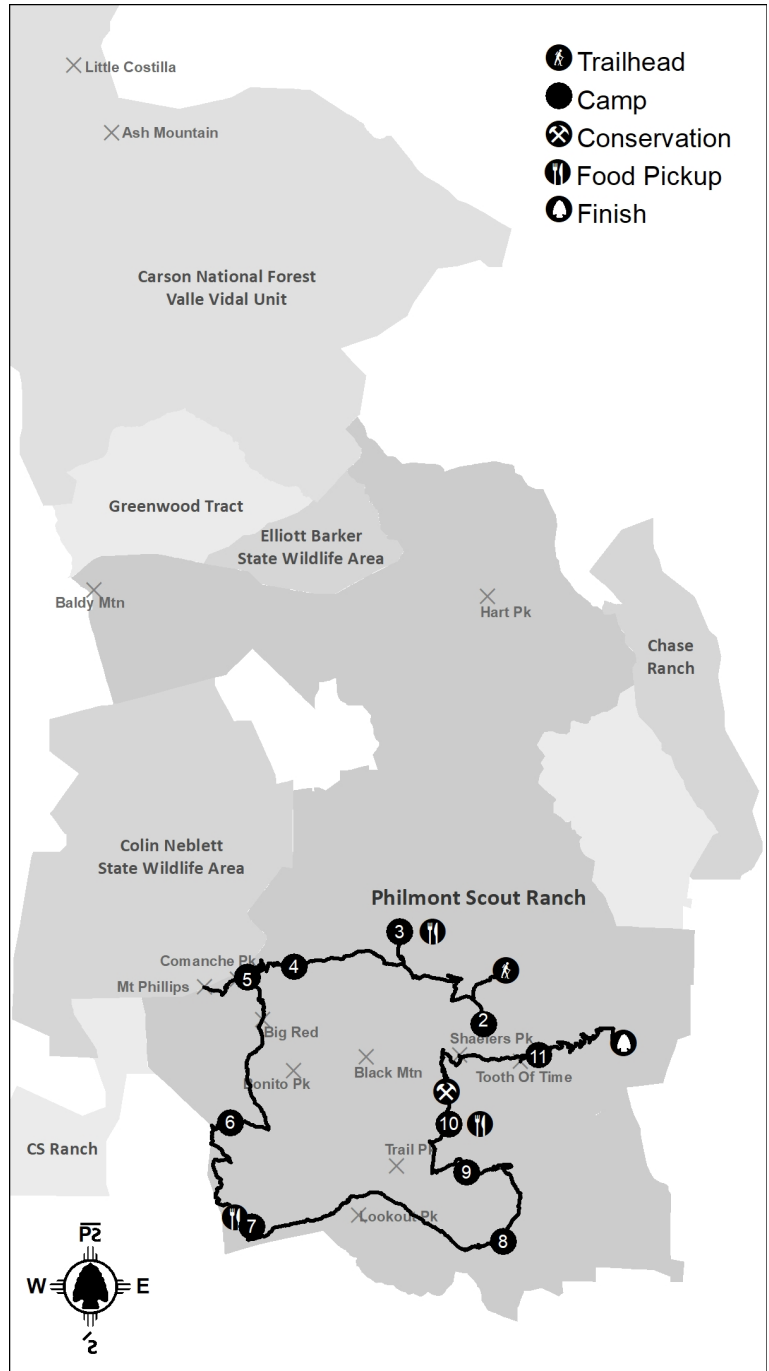 Little Costilla
Ash Mountain
Trailhead
Camp
Conservation
Food Pickup
Finish
Carson National Forest
Valle Vidal Unit
Greenwood Tract
Elliott Barker
State Wildlife Area
Baldy Mtn
Hart Pk
Chase
Ranch
Colin Neblett
State Wildlife Area
Philmont Scout Ranch
3
Comanche Pk
4
5
Mt Phillips
2
Big Red
Shaefers Pk
11
Black Mtn
Bonito Pk
Tooth Of Time
6
10
CS Ranch
Trail Pk
9
Lookout Pk
7
8
W
E